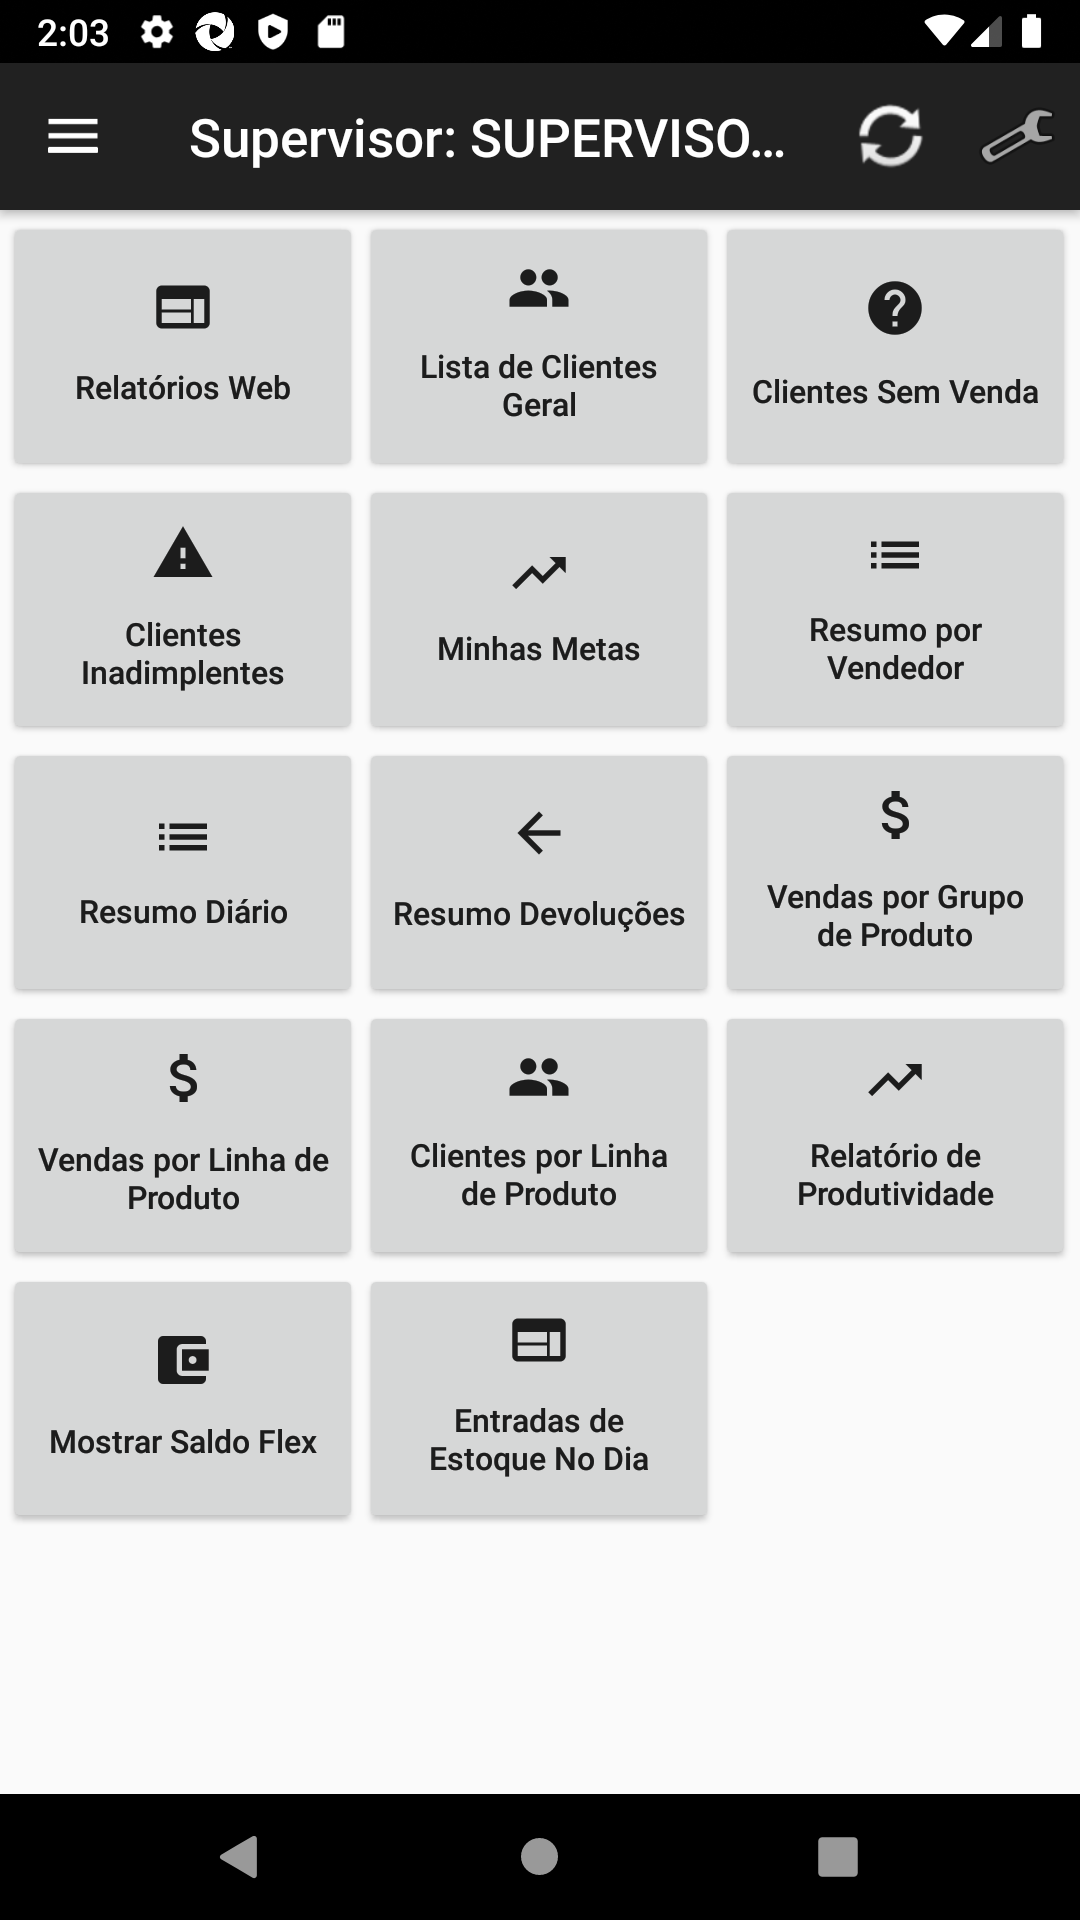 2:03
Supervisor: SUPERVISO...
Relatórios Web
Lista de Clientes
Geral
Clientes Sem Venda
Clientes
Inadimplentes
Minhas Metas
Resumo por
Vendedor
Resumo Diário
Resumo Devoluções
Vendas por Grupo
de Produto
Vendas por Linha de
Produto
Clientes por Linha
de Produto
Relatório de
Produtividade
Mostrar Saldo Flex
Entradas de
Estoque No Dia